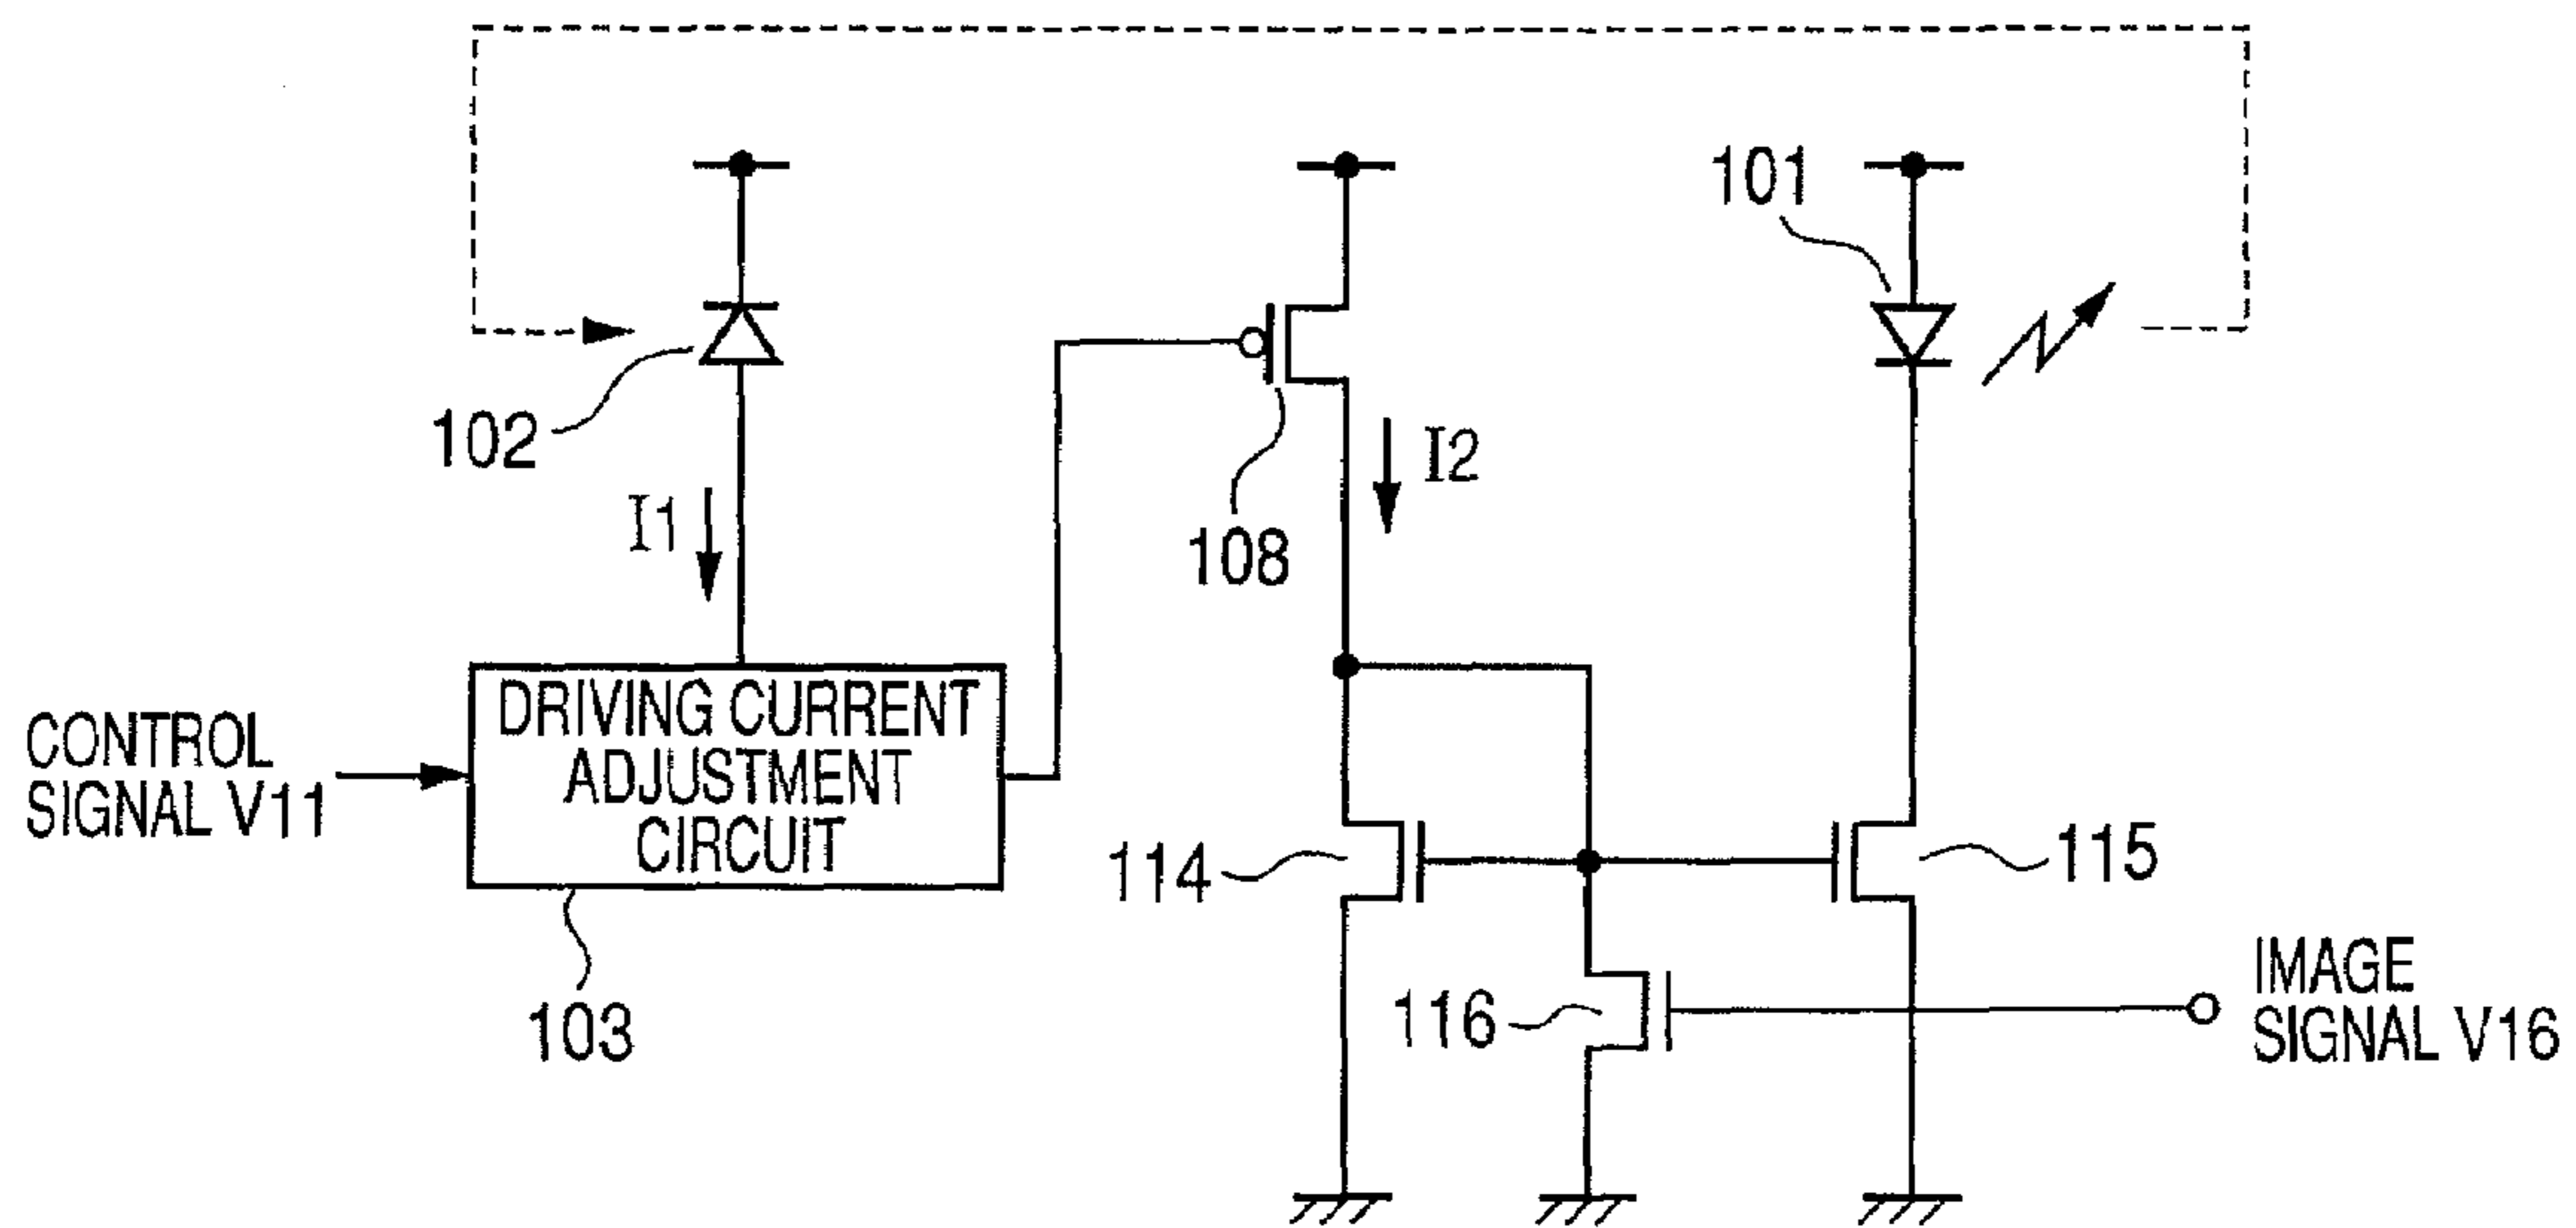 101
102
I1
I2
108
DRIVING CURRENT
ADJUSTMENT
CIRCUIT
CONTROL
SIGNAL V11
103
114
115
116
IMAGE
SIGNAL V16